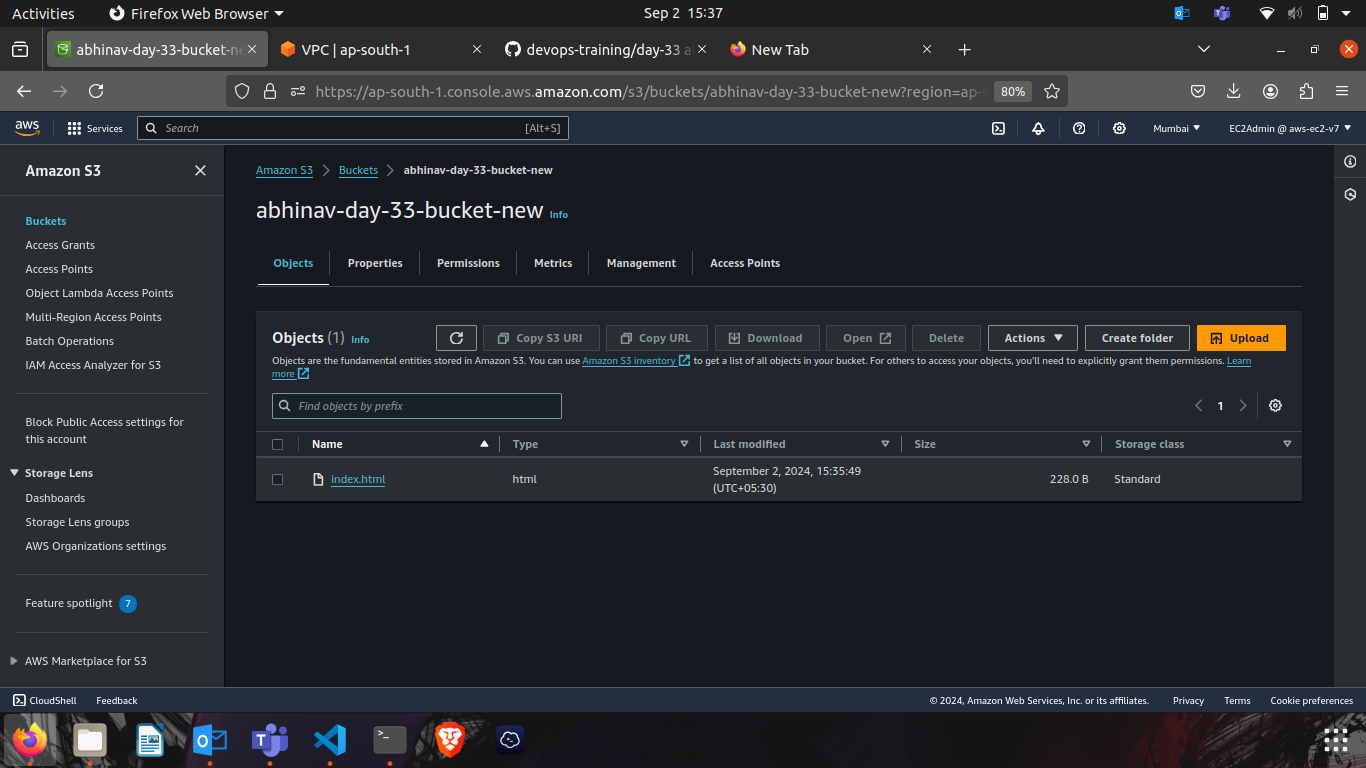 Activities
Firefox Web Browser
Sep 2 15:37
abhinav-day-33-bucket-ne
VPC | ap-south-1
devops-training/day-33 a
New Tab
https://ap-south-1.console.aws.amazon.com/s3/buckets/abhinav-day-33-bucket-new?region=ap-s
80%
aws
Services
Search
[Alt+S]
Mumbai
EC2Admin @ aws-ec2-v7
Amazon S3
Buckets
Access Grants
Access Points
Object Lambda Access Points
Multi-Region Access Points
Batch Operations
IAM Access Analyzer for S3
Block Public Access settings for
this account
Storage Lens
Dashboards
Storage Lens groups
AWS Organizations settings
Feature spotlight 7
AWS Marketplace for S3
Amazon S3
Buckets
abhinav-day-33-bucket-new
abhinav-day-33-bucket-new Info
Objects
Properties
Permissions
Metrics
Management
Access Points
Objects (1) Info
Copy S3 URI
Copy URL
Download
Open
Delete
Actions
Create folder
Upload
Objects are the fundamental entities stored in Amazon S3. You can use Amazon S3 inventory to get a list of all objects in your bucket. For others to access your objects, you'll need to explicitly grant them permissions. Learn
more
Find objects by prefix
1
Name
Type
Last modified
Size
Storage class
index.html
html
September 2, 2024, 15:35:49
(UTC+05:30)
228.0 B
Standard
CloudShell
Feedback
© 2024, Amazon Web Services, Inc. or its affiliates.
Privacy
Terms
Cookie preferences